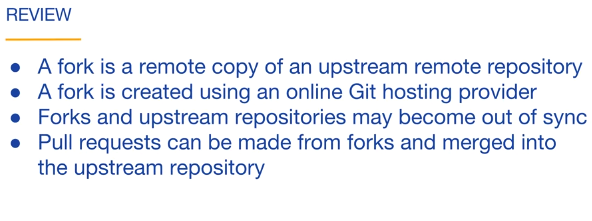 REVIEW
● A fork is a remote copy of an upstream remote repository
● A fork is created using an online Git hosting provider
● Forks and upstream repositories may become out of sync
● Pull requests can be made from forks and merged into
the upstream repository